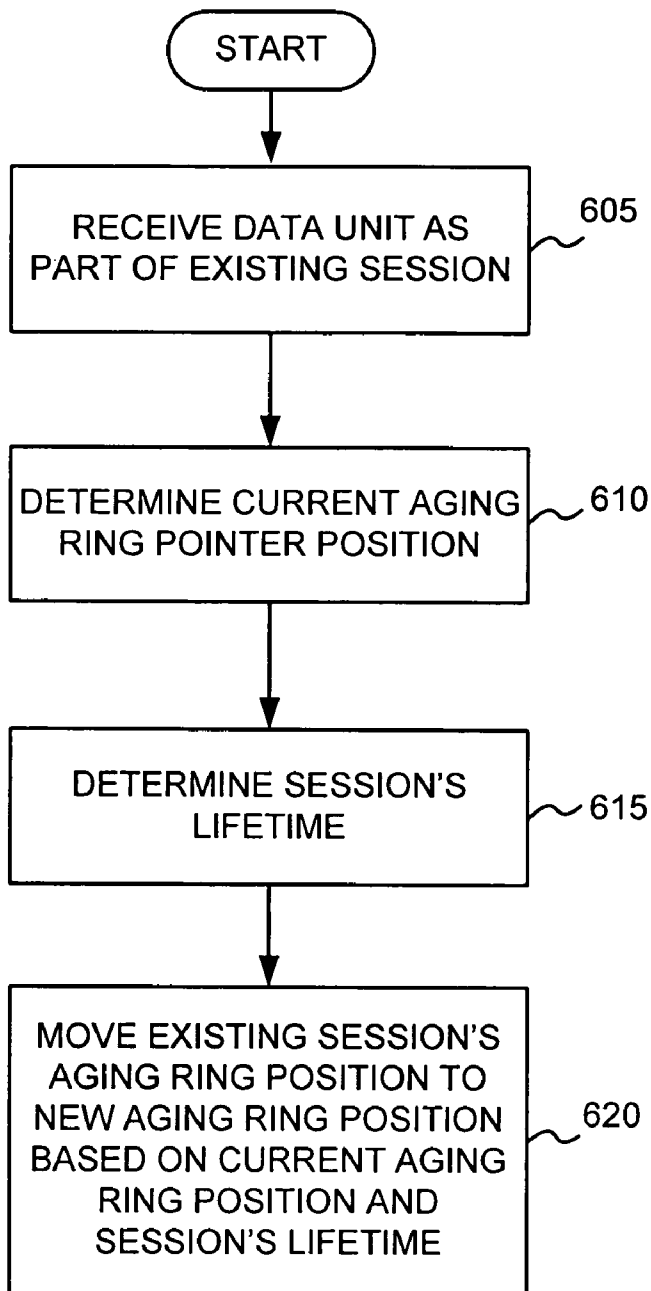 START
RECEIVE DATA UNIT AS
PART OF EXISTING SESSION
605
DETERMINE CURRENT AGING
RING POINTER POSITION
610
DETERMINE SESSION'S
LIFETIME
615
MOVE EXISTING SESSION'S
AGING RING POSITION TO
NEW AGING RING POSITION
BASED ON CURRENT AGING
RING POSITION AND
SESSION'S LIFETIME
620